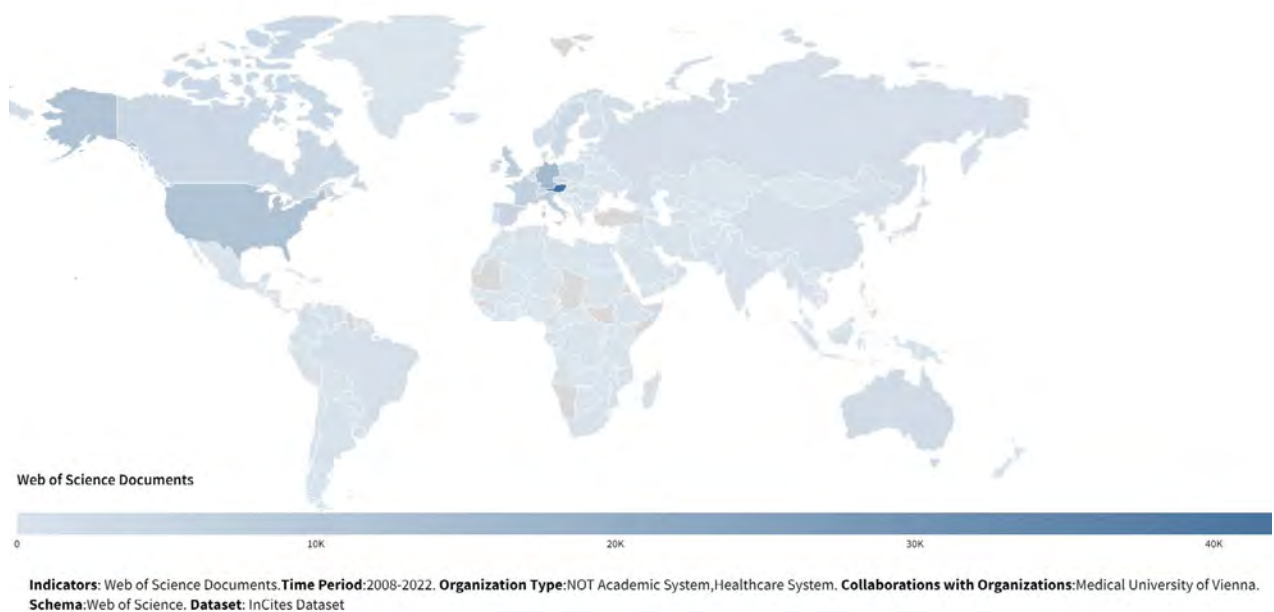 Web of Science Documents
0 10K 20K 30K 40K
Indicators: Web of Science Documents.Time Period:2008-2022. Organization Type:NOT Academic System,Healthcare System. Collaborations with Organizations:Medical University of Vienna.
Schema:Web of Science. Dataset: InCites Dataset